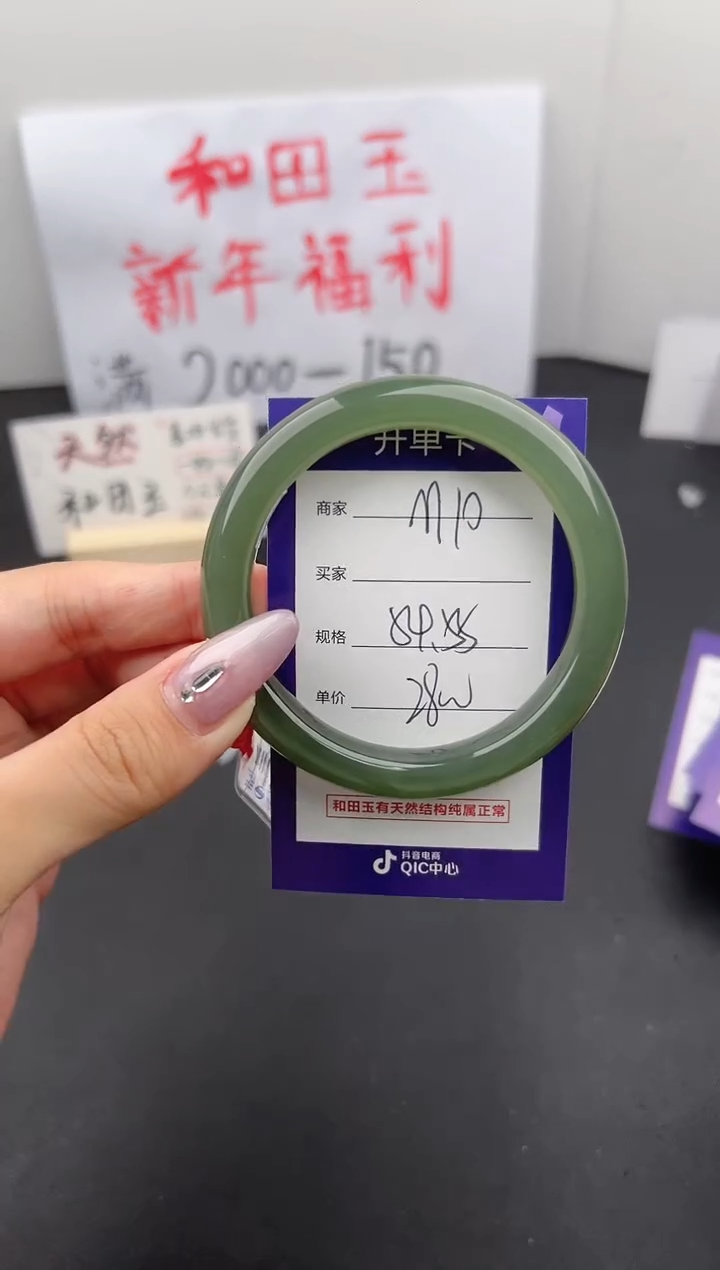 和田玉
新年福利
满2000-150
天然
和田玉
开单卡
商家 M10
买家
规格
单价 28W
和田玉有天然结构纯属正常
抖音电商
QIC中心